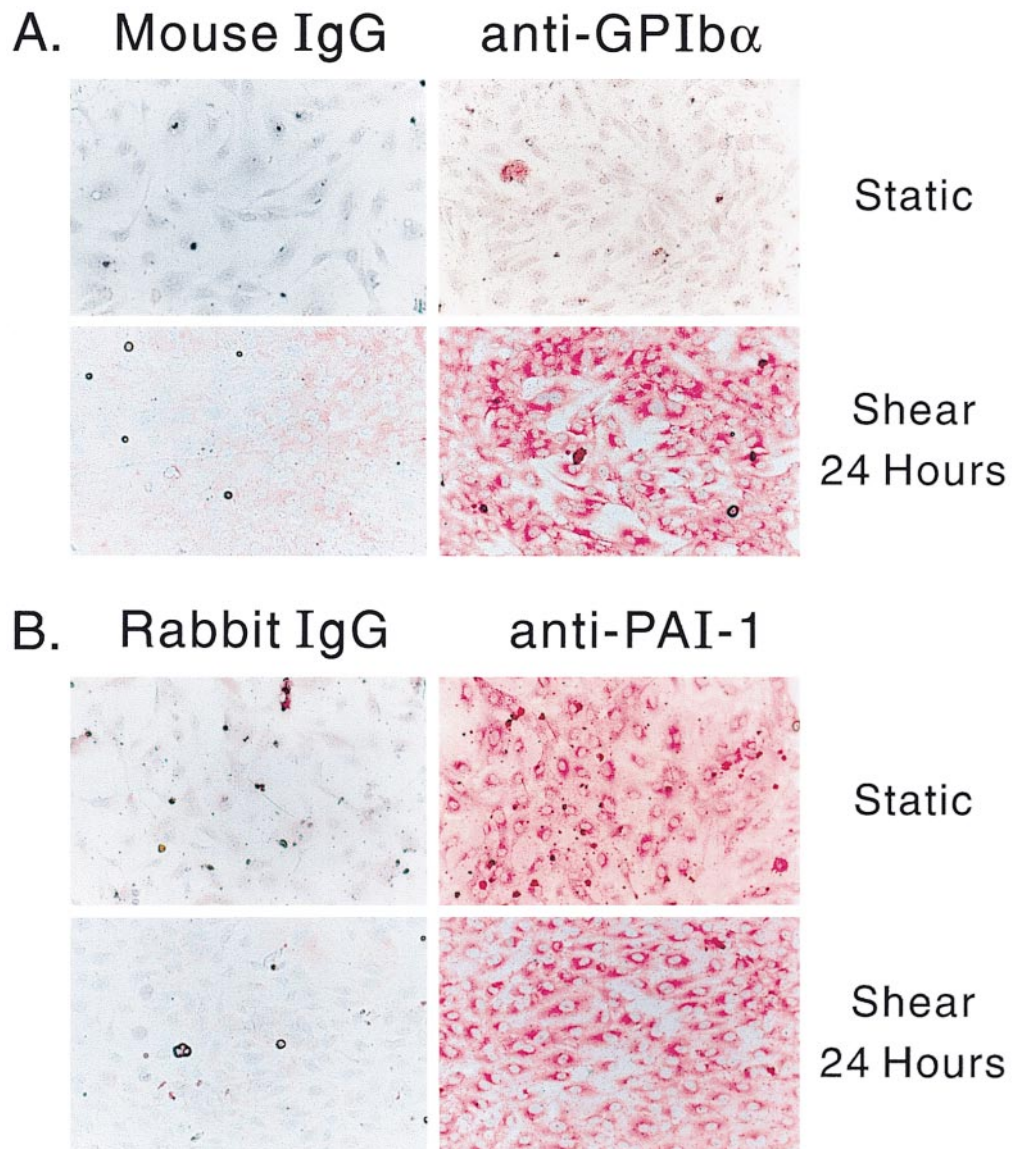 A. Mouse IgG anti-GPIbα
Static
Shear
24 Hours
B. Rabbit IgG anti-PAI-1
Static
Shear
24 Hours